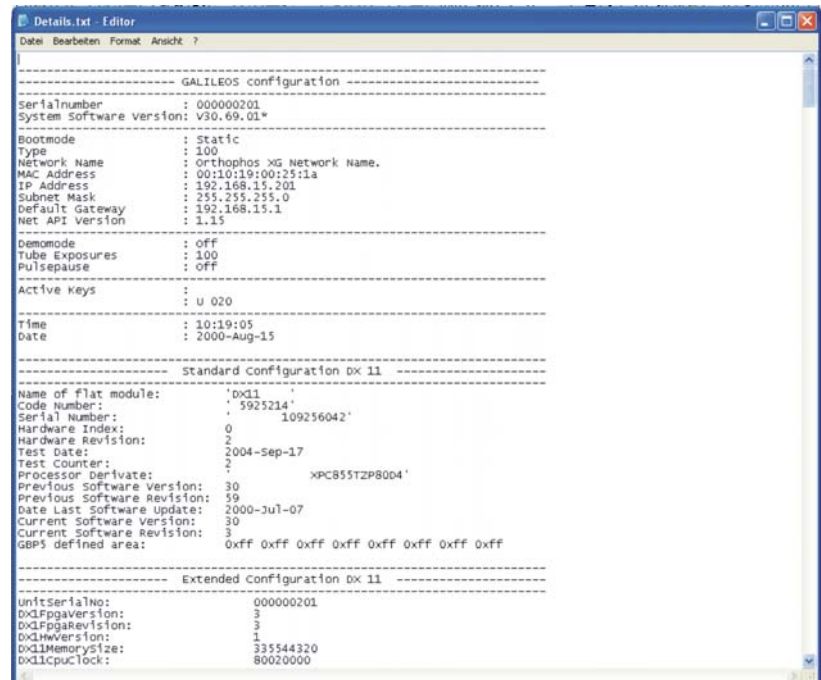 Details.txt - Editor
Datei Bearbeiten Format Ansicht ?
---------------------- GALILEOS configuration ---------------------------
Serialnumber : 000000201
System Software Version: V30.69.01*
Bootmode : Static
Type : 100
Network Name : Orthophos XG Network Name.
MAC Address : 00:10:19:00:25:1a
IP Address : 192.168.15.201
Subnet Mask : 255.255.255.0
Default Gateway : 192.168.15.1
Net API Version : 1.15
Demomode : Off
Tube Exposures : 100
Pulsepause : Off
Active Keys :
: U 020
Time : 10:19:05
Date : 2000-Aug-15
--------------------- Standard Configuration DX 11 ---------------------
Name of flat module: 'DX11 '
Code Number: ' 5925214'
Serial Number: ' 109256042'
Hardware Index: 0
Hardware Revision: 2
Test Date: 2004-Sep-17
Test Counter: 2
Processor Derivate: ' XPC855TZP80D4'
Previous Software Version: 30
Previous Software Revision: 59
Date Last Software Update: 2000-Jul-07
Current Software Version: 30
Current Software Revision: 3
GBPS defined area: 0xff 0xff 0xff 0xff 0xff 0xff 0xff 0xff
--------------------- Extended Configuration DX 11 ---------------------
UnitSerialNo: 000000201
DX1FpgaVersion: 3
DX1FpgaRevision: 3
DX1HwVersion: 1
DX11MemorySize: 335544320
DX11CpuClock: 80020000